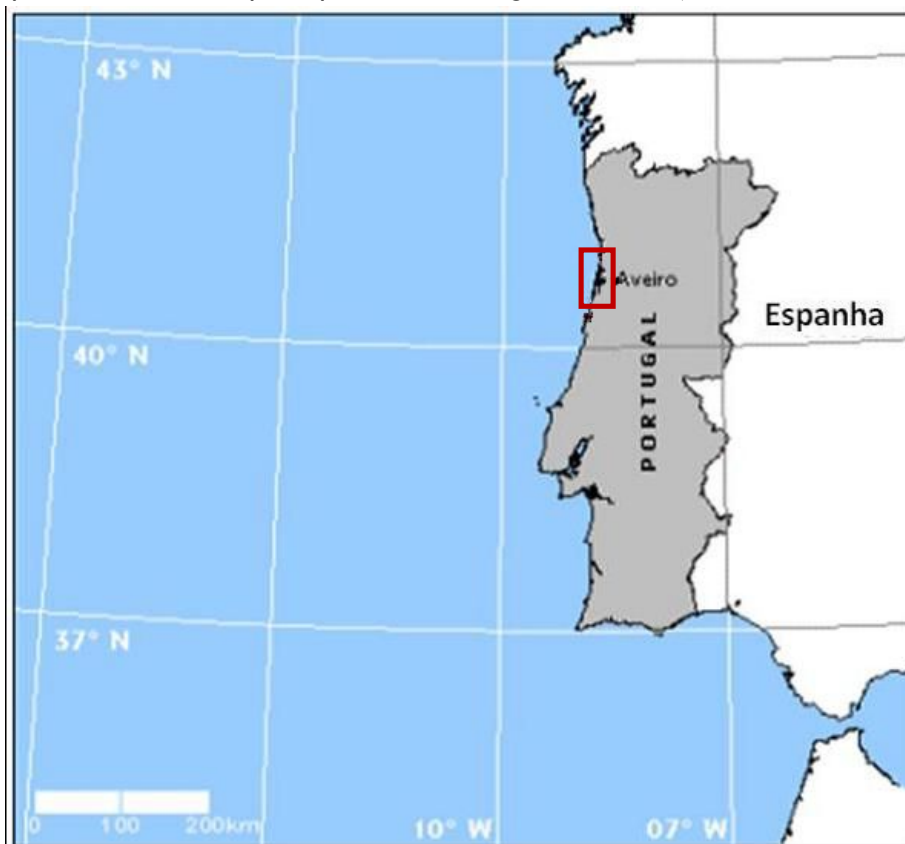 43° N
Aveiro
Espanha
40° N
PORTUGAL
37° N
0 100 200km
10° W
07° W